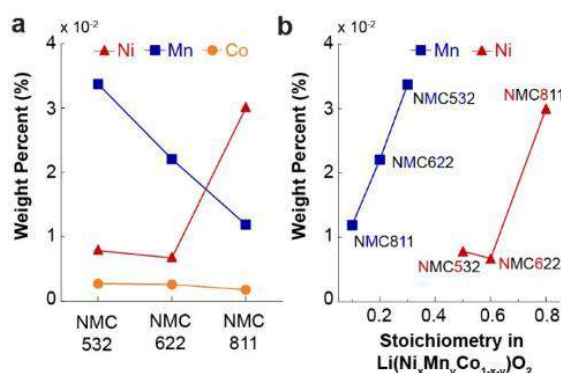 a
x 10-2
Ni Mn Co
Weight Percent (%)
4
3
2
1
0
NMC 532
NMC 622
NMC 811
b
x 10-2
Mn Ni
Weight Percent (%)
4
3
2
1
0
NMC532
NMC622
NMC811
NMC811
NMC532
NMC622
0.2 0.4 0.6 0.8
Stoichiometry in
Li(NixMnyCo1-x-y)O2